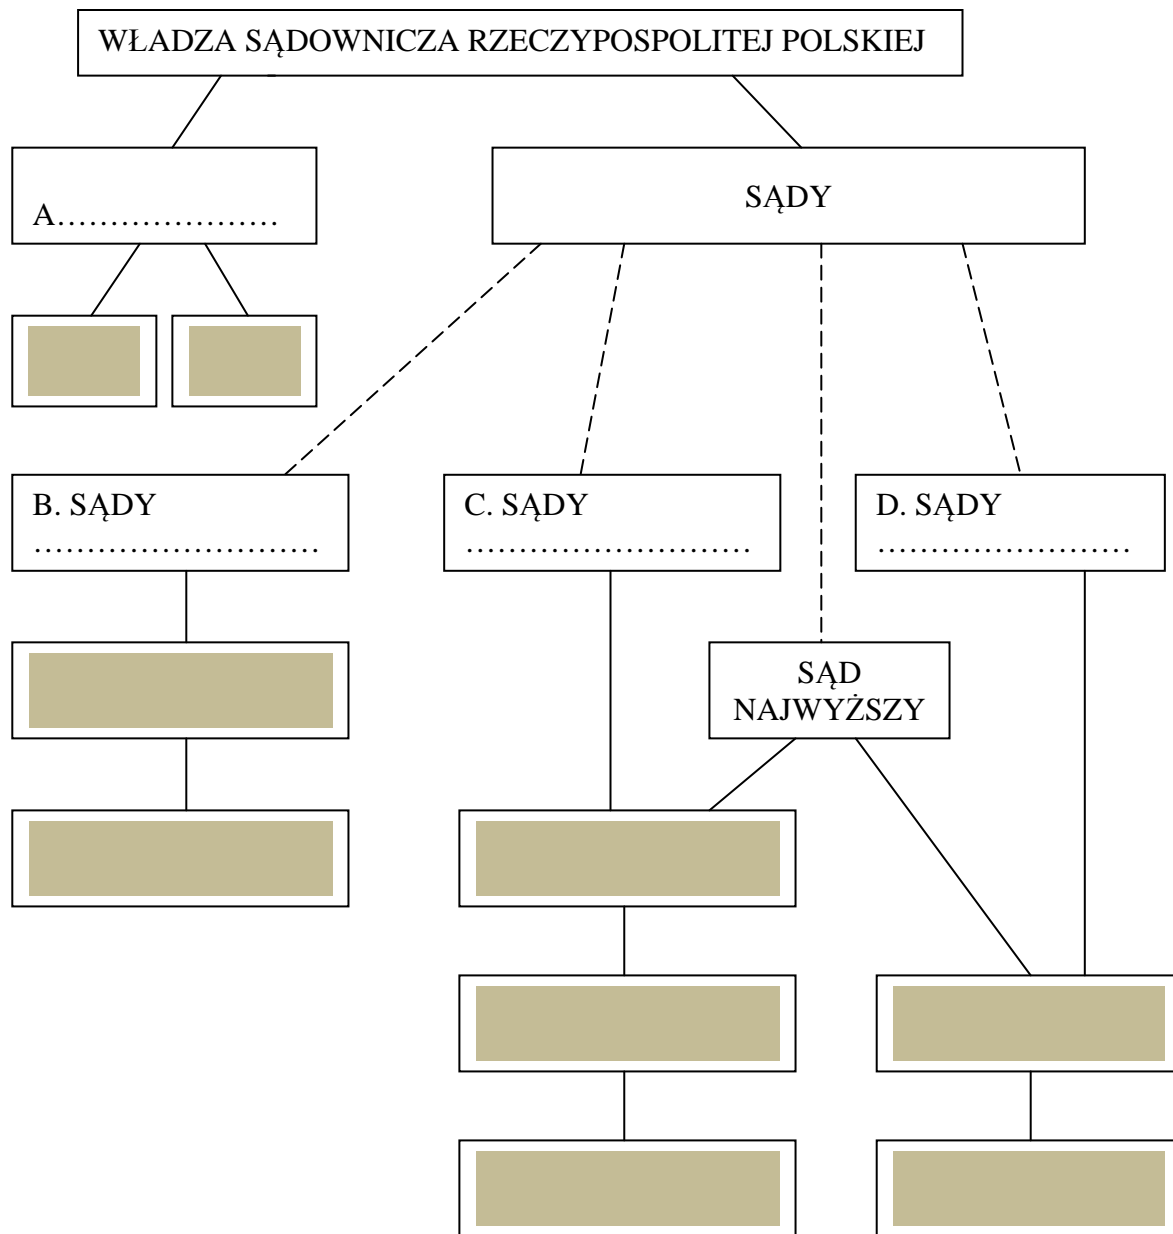 WŁADZA SĄDOWNICZA RZECZYPOSPOLITEJ POLSKIEJ
A.....................
SĄDY
B. SĄDY
...........................
C. SĄDY
...........................
D. SĄDY
........................
SĄD
NAJWYŻSZY